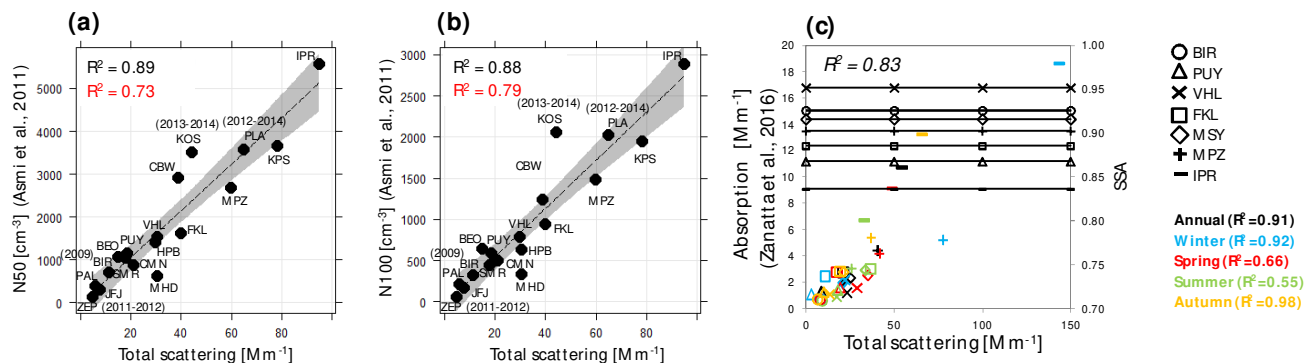 (a)
R² = 0.89
R² = 0.73
N50 [cm⁻³] (Asmi et al., 2011)
5000
4000
3000
2000
1000
0
IPR
(2013-2014)
KOS
(2012-2014)
PLA
KPS
CBW
MPZ
VHL
FKL
BEO
PUY
HPB
(2009)
BIR
SMR
CMN
PAL
MHD
JFJ
ZEP (2011-2012)
0 20 40 60 80
Total scattering [Mm⁻¹]
(b)
R² = 0.88
R² = 0.79
N100 [cm⁻³] (Asmi et al., 2011)
3000
2500
2000
1500
1000
500
0
IPR
(2013-2014)
KOS
(2012-2014)
PLA
KPS
CBW
MPZ
VHL
FKL
BEO
PUY
HPB
BIR
SMR
CMN
PAL
MHD
JFJ
ZEP (2011-2012)
0 20 40 60 80
Total scattering [Mm⁻¹]
(c)
R² = 0.83
Absorption [Mm⁻¹]
(Zanatta et al., 2016)
20
18
16
14
12
10
8
6
4
2
0
0 50 100 150
Total scattering [Mm⁻¹]
1.00
0.95
0.90
0.85
0.80
0.75
0.70
SSA
BIR
PUY
VHL
FKL
MSY
MPZ
IPR
Annual (R²=0.91)
Winter (R²=0.92)
Spring (R²=0.66)
Summer (R²=0.55)
Autumn (R²=0.98)